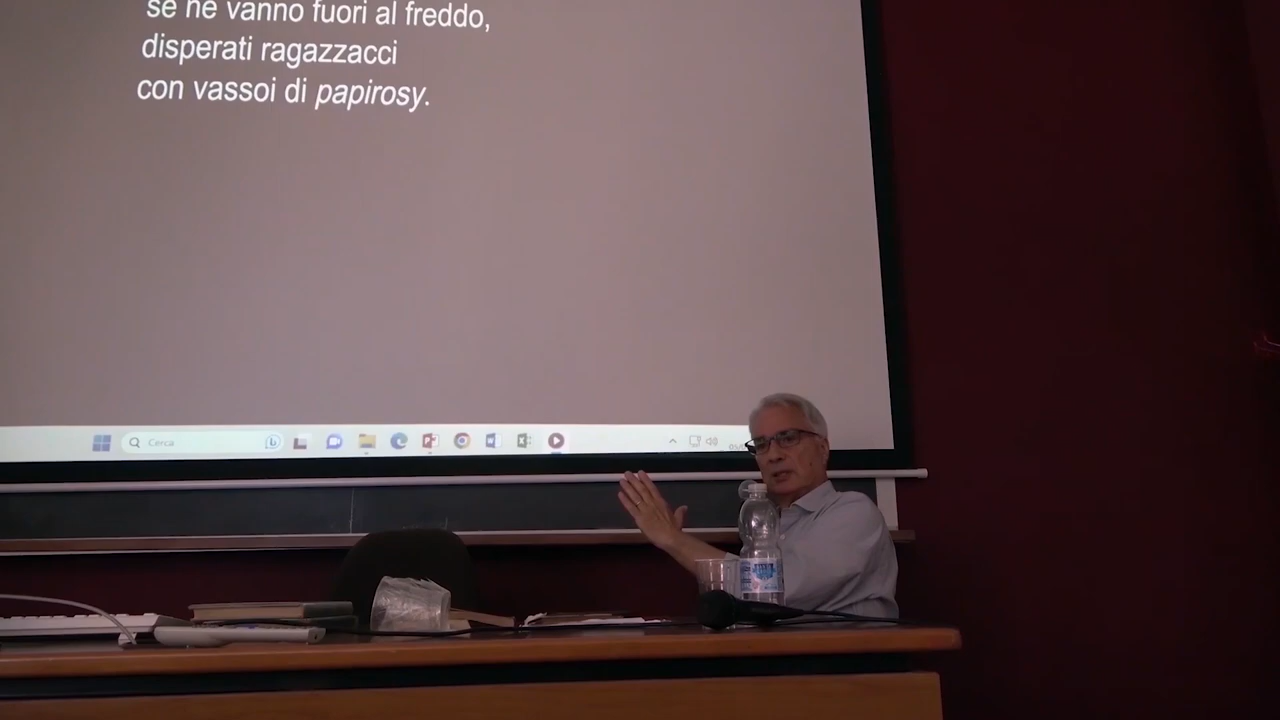 se ne vanno fuori al freddo,
disperati ragazzacci
con vassoi di papirosy.
Cerca